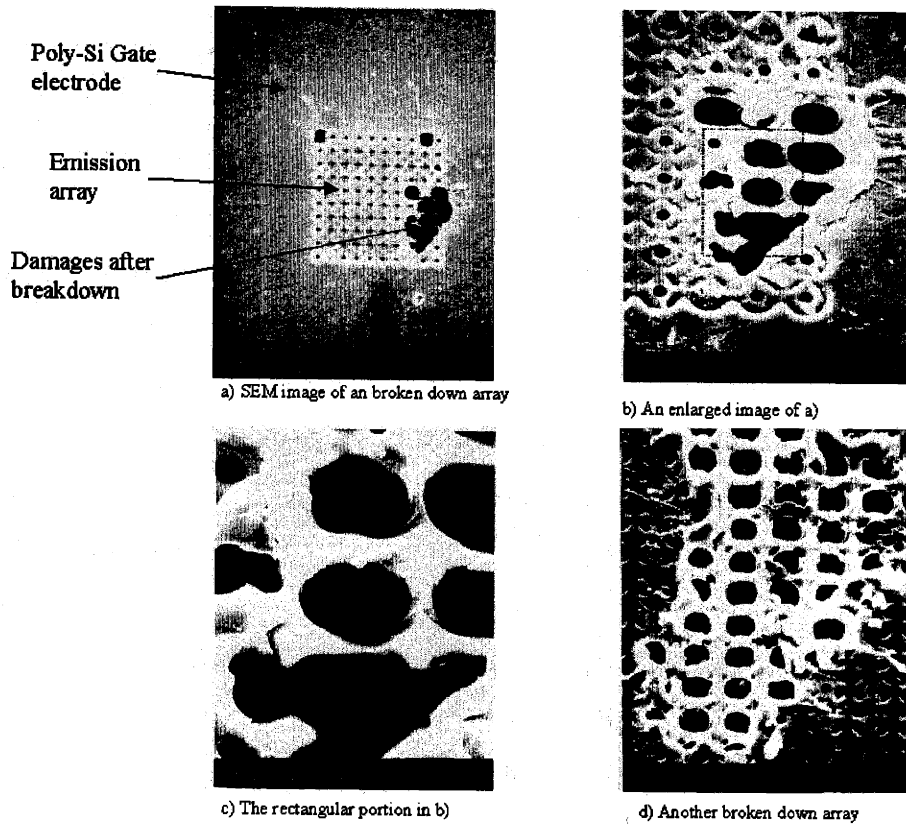 Poly-Si Gate
electrode
Emission
array
Damages after
breakdown
a) SEM image of an broken down array
b) An enlarged image of a)
c) The rectangular portion in b)
d) Another broken down array